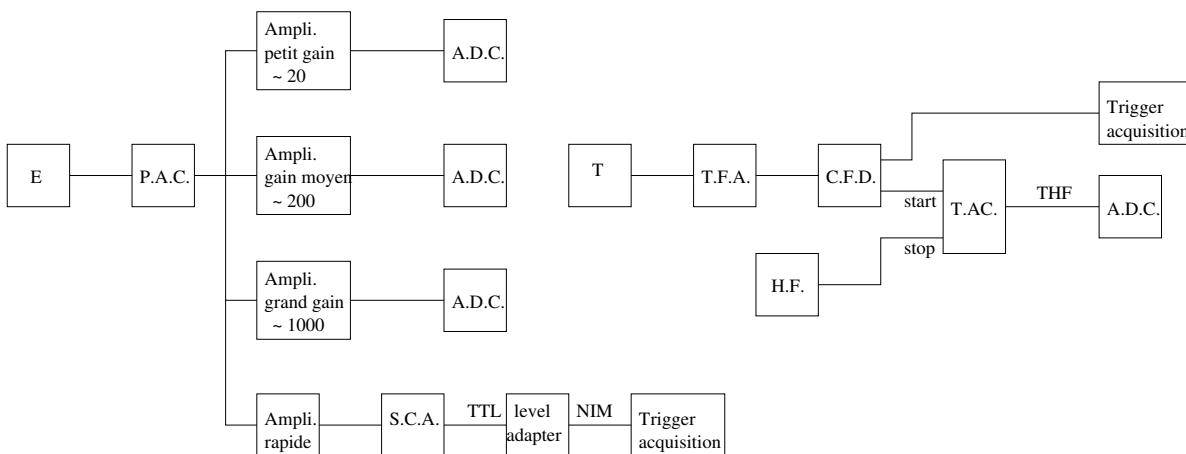 E
P.A.C.
Ampli.
petit gain
~ 20
A.D.C.
Ampli.
gain moyen
~ 200
A.D.C.
Ampli.
grand gain
~ 1000
A.D.C.
Ampli.
rapide
S.C.A.
TTL
level
adapter
NIM
Trigger
acquisition
T
T.F.A.
C.F.D.
Trigger
acquisition
start
stop
H.F.
T.AC.
THF
A.D.C.